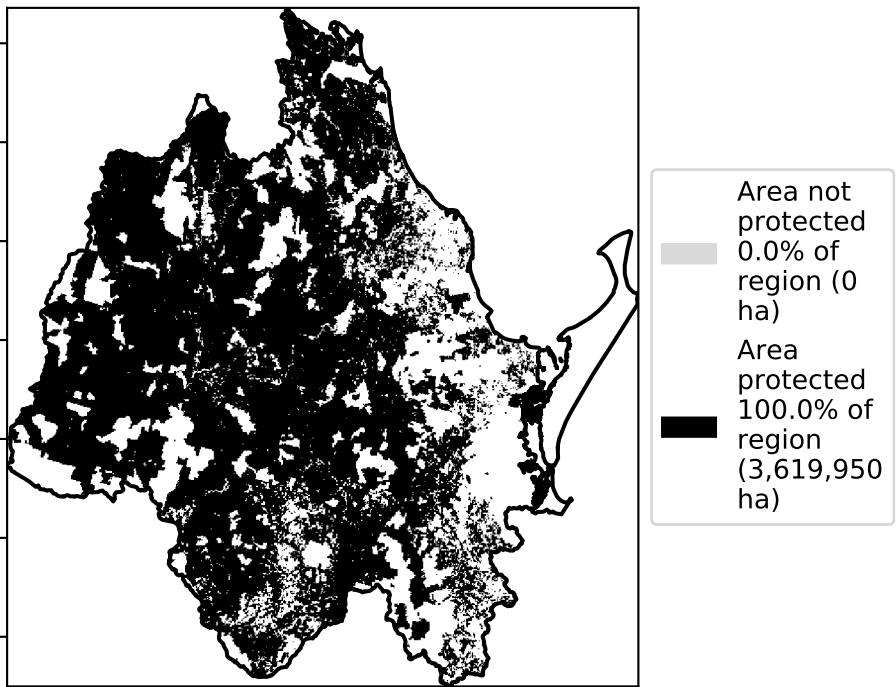 Area not
protected
0.0% of
region (0
ha)
Area
protected
100.0% of
region
(3,619,950
ha)